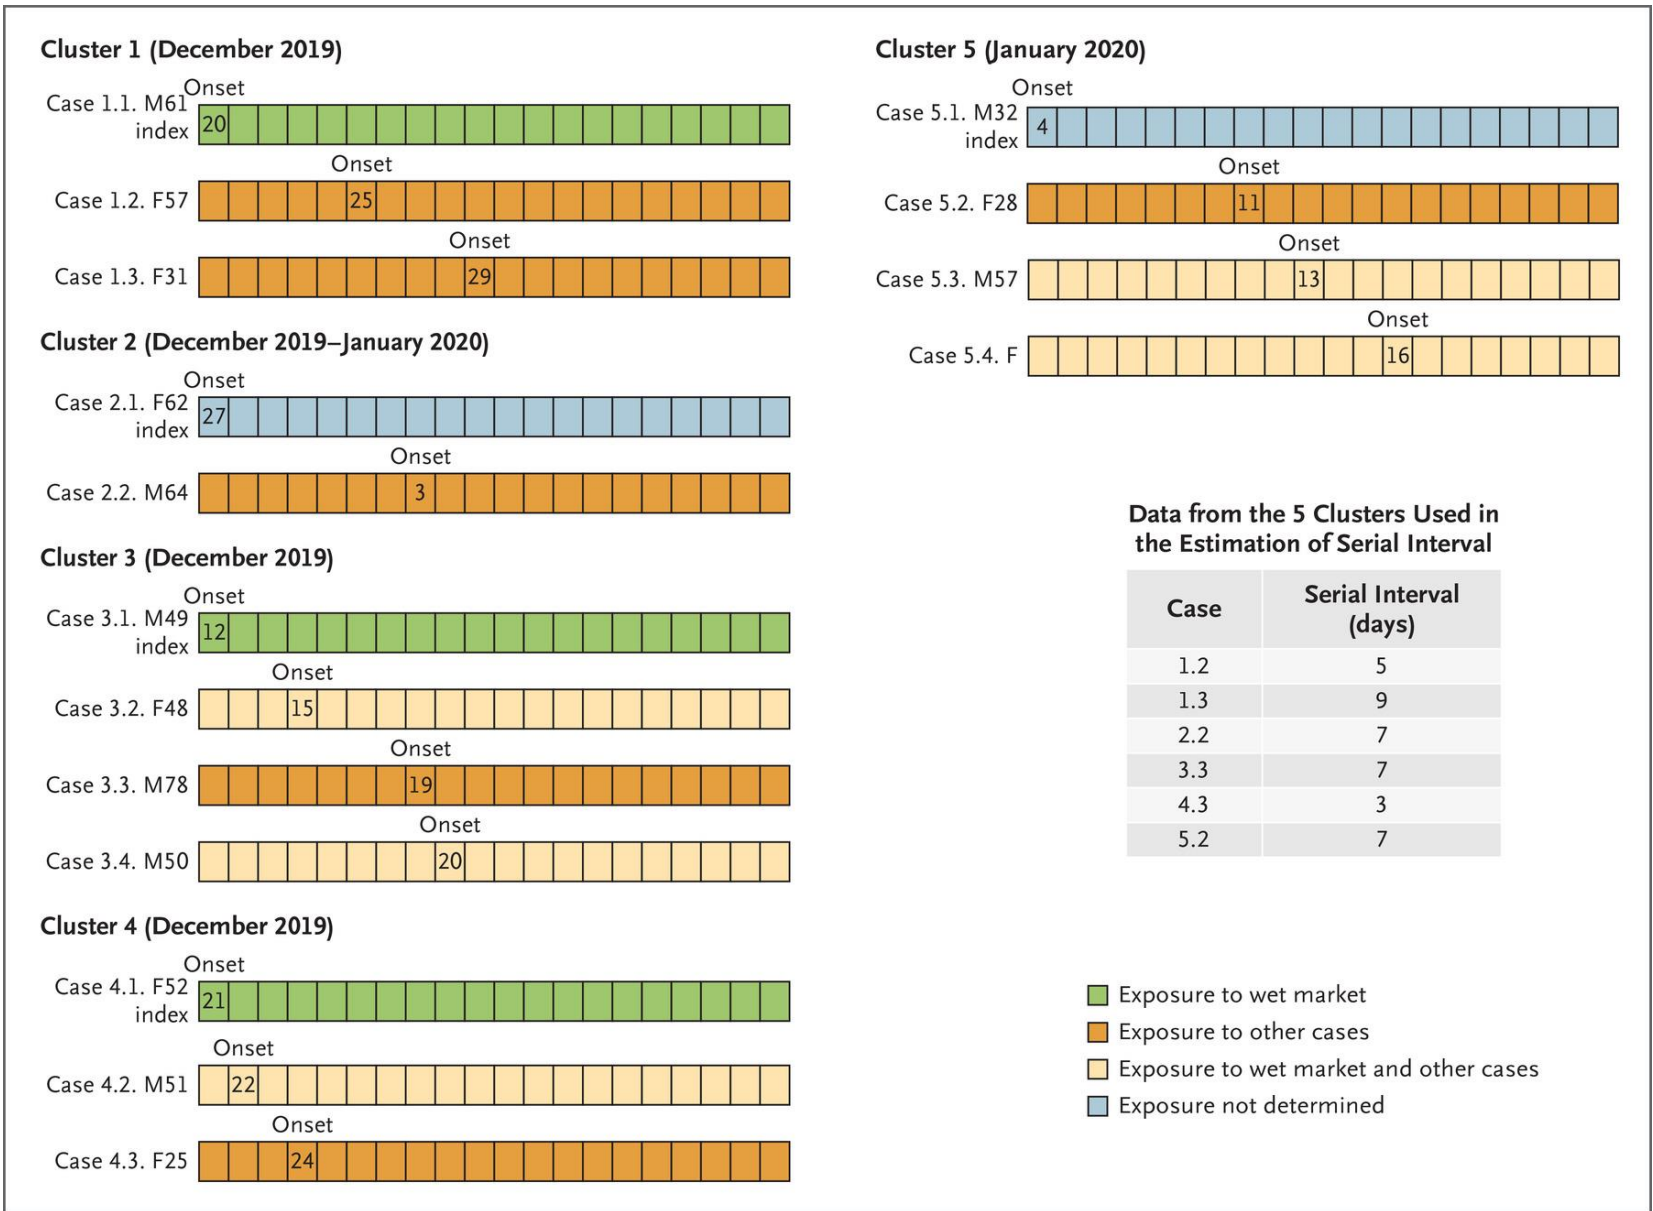 Cluster 1 (December 2019)
Onset
Case 1.1. M61
index
20
Onset
Case 1.2. F57
25
Onset
Case 1.3. F31
29
Cluster 2 (December 2019–January 2020)
Onset
Case 2.1. F62
index
27
Onset
Case 2.2. M64
3
Cluster 3 (December 2019)
Onset
Case 3.1. M49
index
12
Onset
Case 3.2. F48
15
Onset
Case 3.3. M78
19
Onset
Case 3.4. M50
20
Cluster 4 (December 2019)
Onset
Case 4.1. F52
index
21
Onset
Case 4.2. M51
22
Onset
Case 4.3. F25
24
Cluster 5 (January 2020)
Onset
Case 5.1. M32
index
4
Onset
Case 5.2. F28
11
Onset
Case 5.3. M57
13
Onset
Case 5.4. F
16
Data from the 5 Clusters Used in
the Estimation of Serial Interval
Case
Serial Interval
(days)
1.2 5
1.3 9
2.2 7
3.3 7
4.3 3
5.2 7
Exposure to wet market
Exposure to other cases
Exposure to wet market and other cases
Exposure not determined